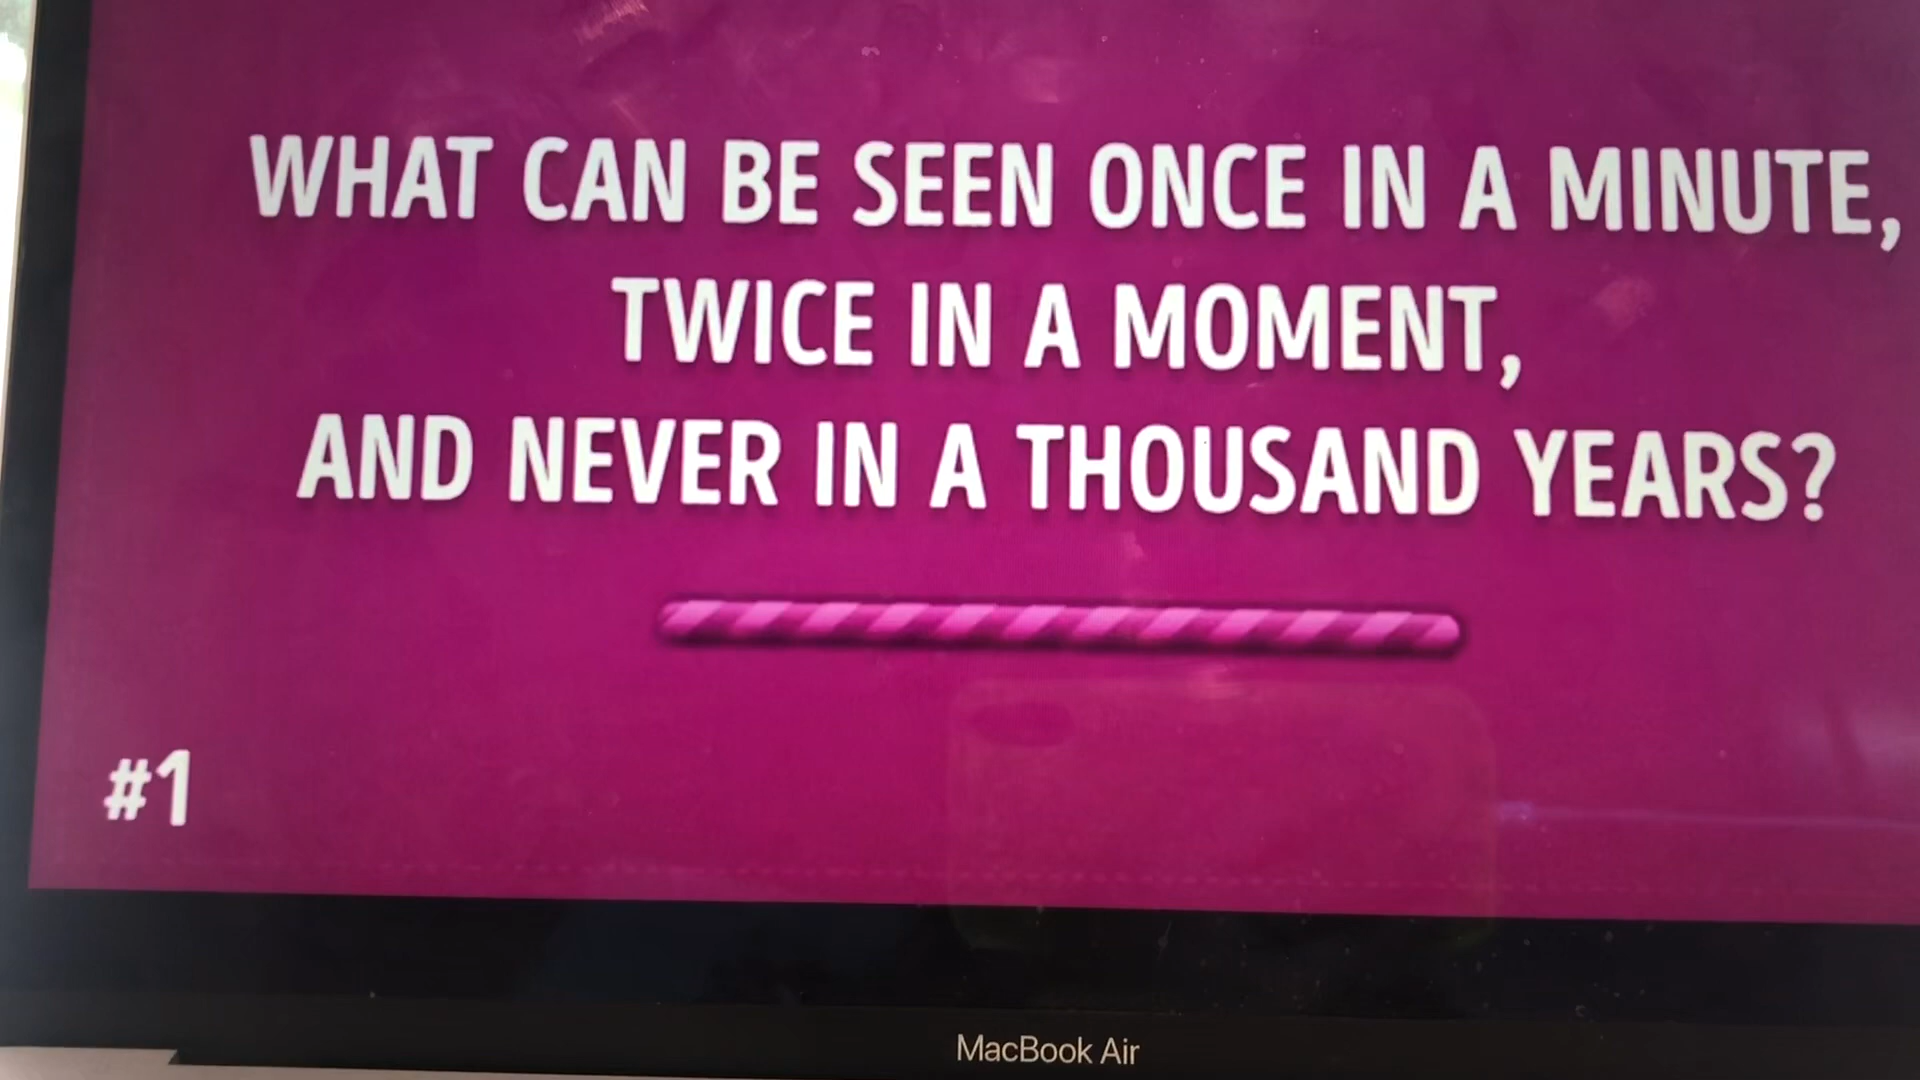 WHAT CAN BE SEEN ONCE IN A MINUTE,
TWICE IN A MOMENT,
AND NEVER IN A THOUSAND YEARS?
#1
MacBook Air